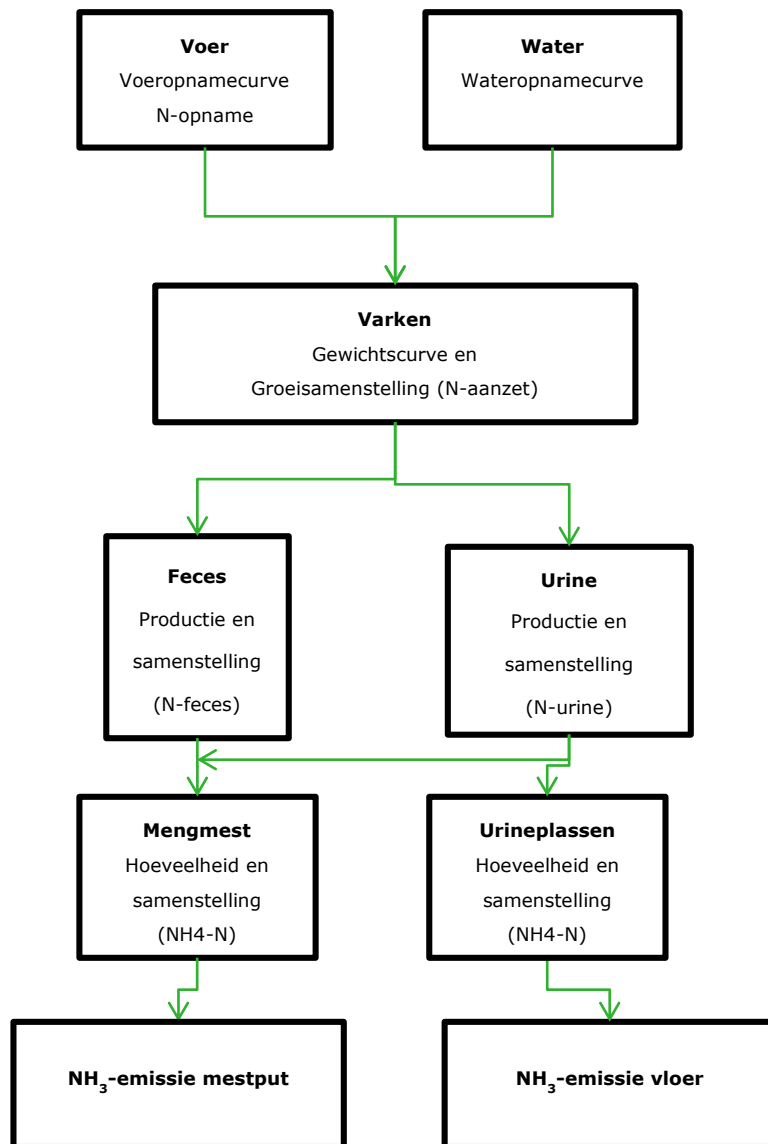 Voer
Voeropnamecurve
N-opname
Water
Wateropnamecurve
Varken
Gewichtscurve en
Groeisamenstelling (N-aanzet)
Feces
Productie en
samenstelling
(N-feces)
Urine
Productie en
samenstelling
(N-urine)
Mengmest
Hoeveelheid en
samenstelling
(NH4-N)
Urineplassen
Hoeveelheid en
samenstelling
(NH4-N)
NH₃-emissie mestput
NH₃-emissie vloer